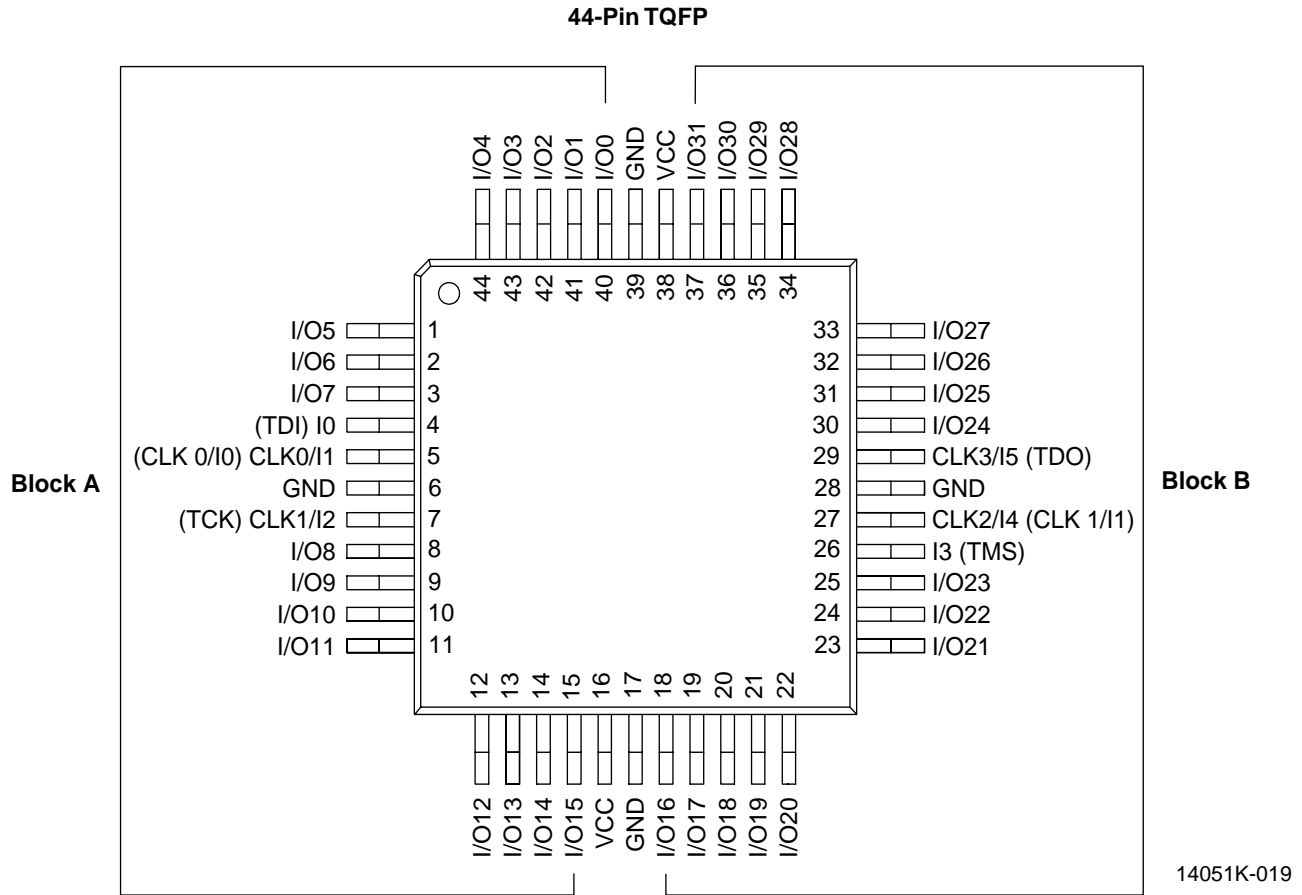 44-Pin TQFP
I/O4
I/O3
I/O2
I/O1
I/O0
GND
VCC
I/O31
I/O30
I/O29
I/O28
44
43
42
41
40
39
38
37
36
35
34
I/O5 1
I/O6 2
I/O7 3
(TDI) I0 4
(CLK 0/I0) CLK0/I1 5
GND 6
(TCK) CLK1/I2 7
I/O8 8
I/O9 9
I/O10 10
I/O11 11
Block A
33 I/O27
32 I/O26
31 I/O25
30 I/O24
29 CLK3/I5 (TDO)
28 GND
27 CLK2/I4 (CLK 1/I1)
26 I3 (TMS)
25 I/O23
24 I/O22
23 I/O21
Block B
12
13
14
15
16
17
18
19
20
21
22
I/O12
I/O13
I/O14
I/O15
VCC
GND
I/O16
I/O17
I/O18
I/O19
I/O20
14051K-019